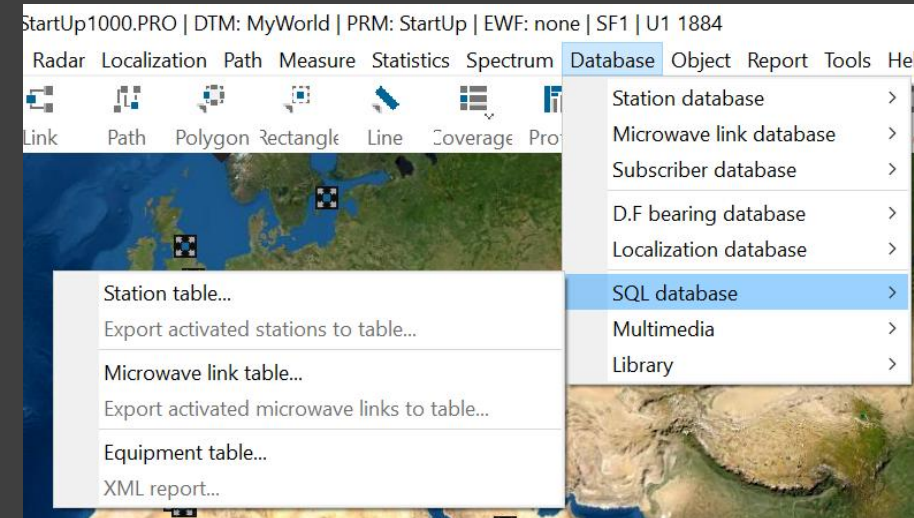 StartUp1000.PRO | DTM: MyWorld | PRM: StartUp | EWF: none | SF1 | U1 1884
Radar Localization Path Measure Statistics Spectrum Database Object Report Tools
Link Path Polygon Rectangle Line Coverage
Station database
Microwave link database
Subscriber database
D.F bearing database
Localization database
SQL database
Multimedia
Library
Station table...
Export activated stations to table...
Microwave link table...
Export activated microwave links to table...
Equipment table...
XML report...